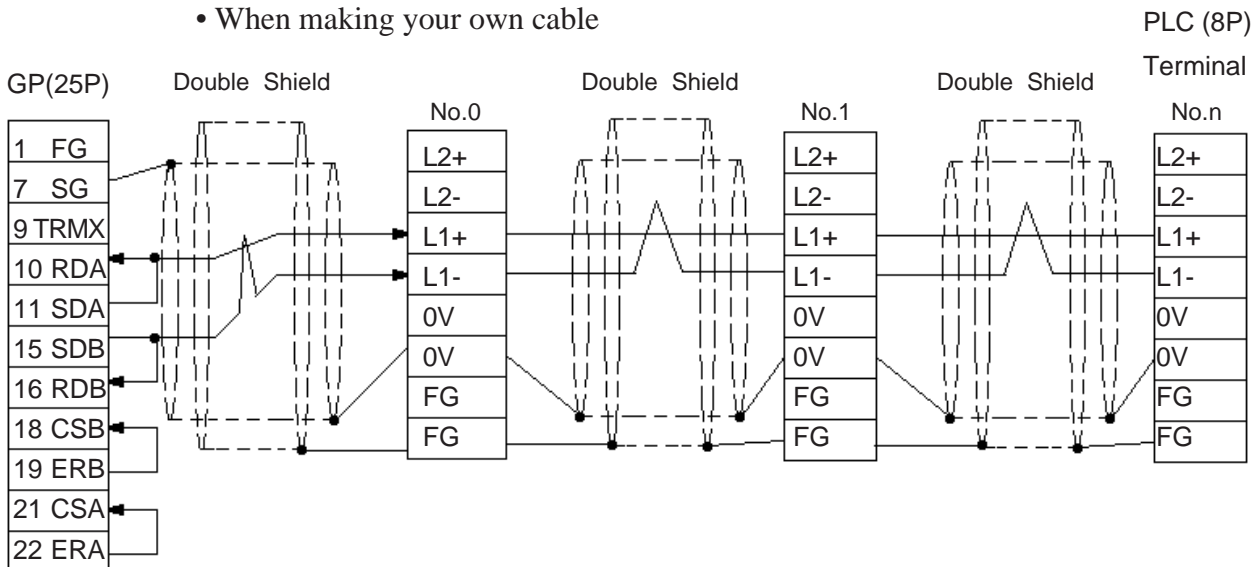 • When making your own cable
PLC (8P)
Terminal
GP(25P)
Double Shield
Double Shield
Double Shield
No.0
No.1
No.n
1 FG
7 SG
9 TRMX
10 RDA
11 SDA
15 SDB
16 RDB
18 CSB
19 ERB
21 CSA
22 ERA
L2+
L2-
L1+
L1-
0V
0V
FG
FG
L2+
L2-
L1+
L1-
0V
0V
FG
FG
L2+
L2-
L1+
L1-
0V
0V
FG
FG